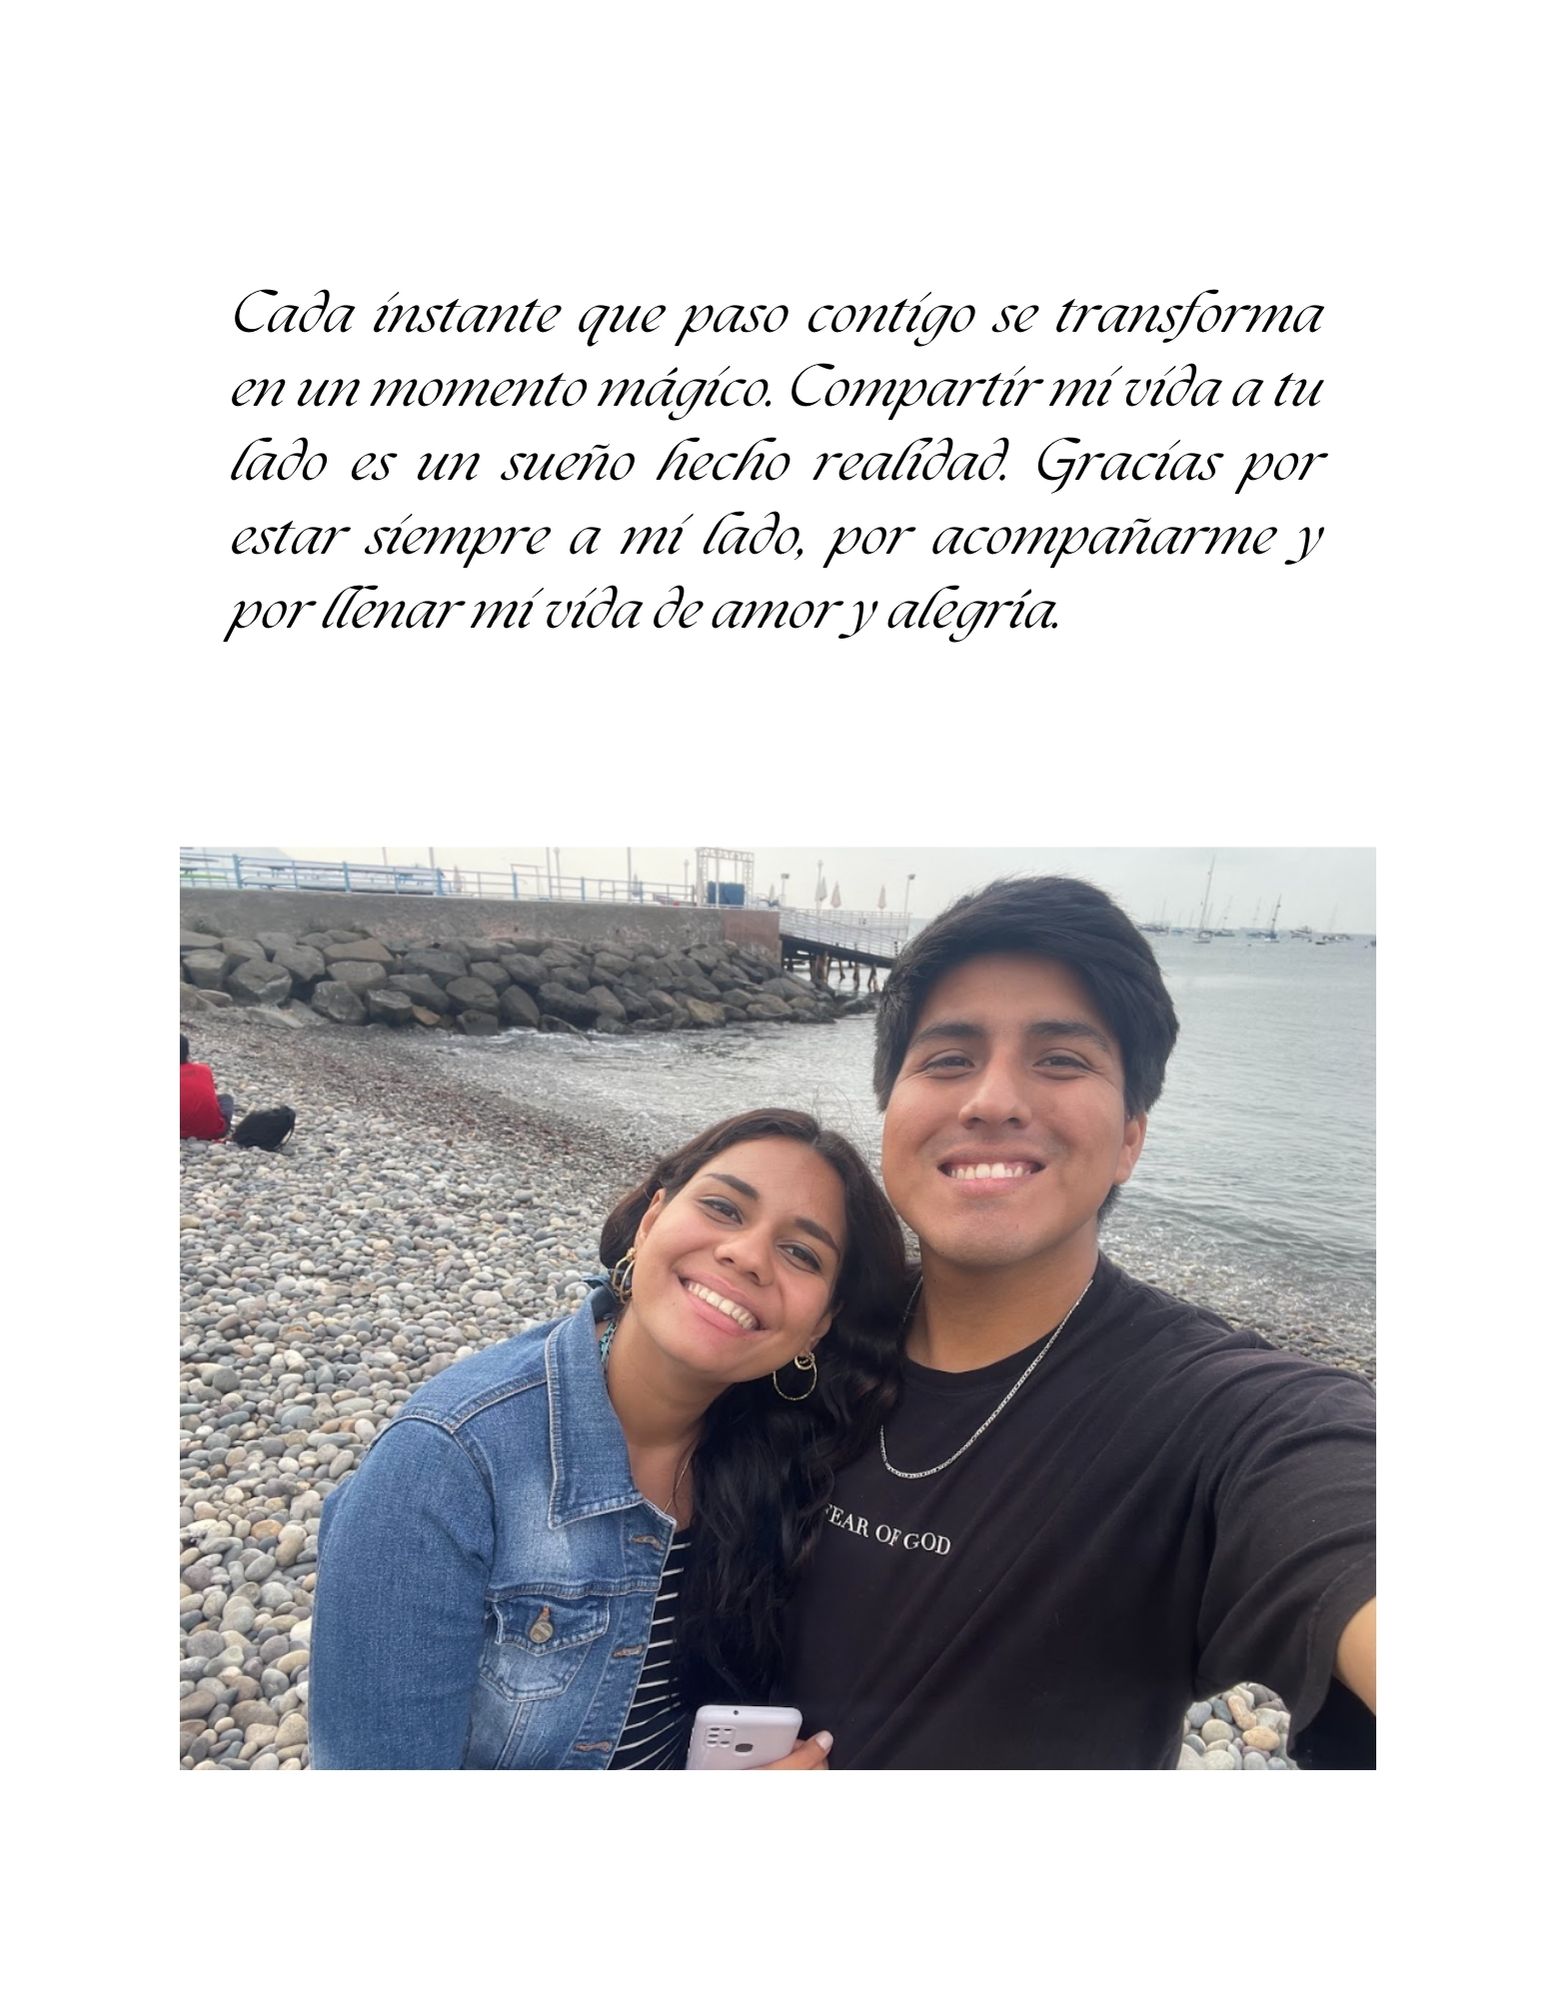 Cada instante que paso contigo se transforma
en un momento mágico. Compartir mi vida a tu
lado es un sueño hecho realidad. Gracias por
estar siempre a mi lado, por acompañarme y
por llenar mi vida de amor y alegría.
FEAR OF GOD